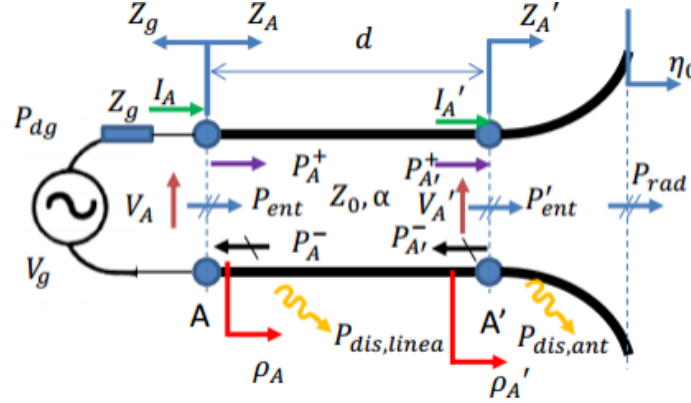 Z_g Z_A Z_A′
d
η_0
I_A I_A′
P_dg Z_g
P_A^+ P_A′^+
P_rad
V_A P_ent Z_0, α V_A′ P′_ent
P_A^- P_A′^-
V_g
A A′
P_dis,linea P_dis,ant
ρ_A ρ_A′